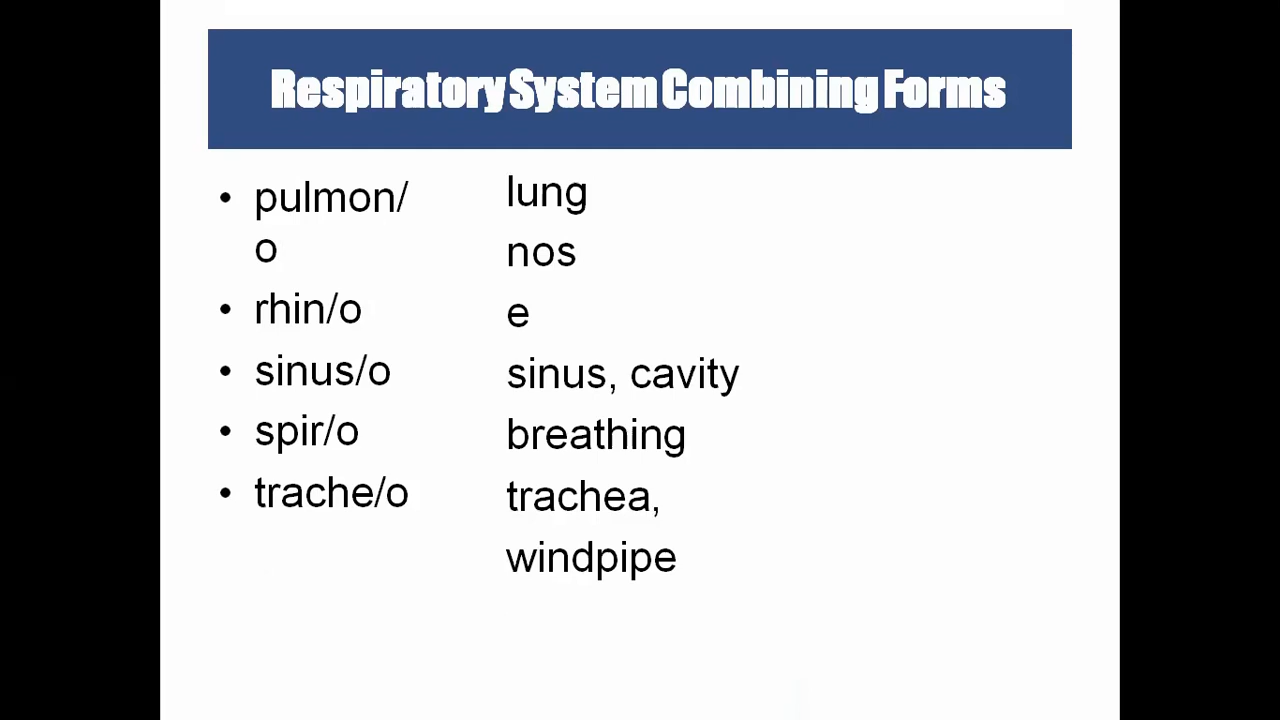 Respiratory System Combining Forms
• pulmon/
o
• rhin/o
• sinus/o
• spir/o
• trache/o
lung
nos
e
sinus, cavity
breathing
trachea,
windpipe